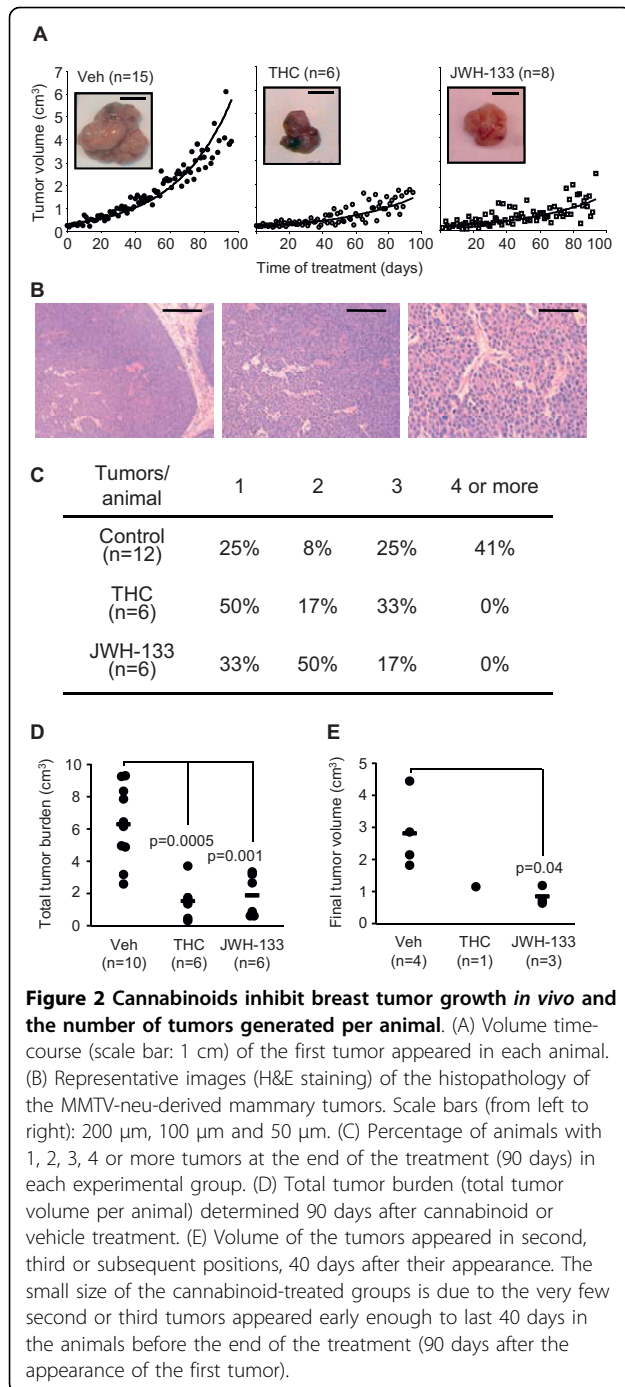 A
Veh (n=15)
THC (n=6)
JWH-133 (n=8)
Tumor volume (cm³)
7
6
5
4
3
2
1
0
0 20 40 60 80 100
20 40 60 80 100
20 40 60 80 100
Time of treatment (days)
B
C
Tumors/
animal
1 2 3 4 or more
Control
(n=12)
25% 8% 25% 41%
THC
(n=6)
50% 17% 33% 0%
JWH-133
(n=6)
33% 50% 17% 0%
D
Total tumor burden (cm³)
10
8
6
4
2
0
p=0.0005
p=0.001
Veh THC JWH-133
(n=10) (n=6) (n=6)
E
Final tumor volume (cm³)
5
4
3
2
1
0
p=0.04
Veh THC JWH-133
(n=4) (n=1) (n=3)
Figure 2 Cannabinoids inhibit breast tumor growth in vivo and
the number of tumors generated per animal. (A) Volume time-
course (scale bar: 1 cm) of the first tumor appeared in each animal.
(B) Representative images (H&E staining) of the histopathology of
the MMTV-neu-derived mammary tumors. Scale bars (from left to
right): 200 μm, 100 μm and 50 μm. (C) Percentage of animals with
1, 2, 3, 4 or more tumors at the end of the treatment (90 days) in
each experimental group. (D) Total tumor burden (total tumor
volume per animal) determined 90 days after cannabinoid or
vehicle treatment. (E) Volume of the tumors appeared in second,
third or subsequent positions, 40 days after their appearance. The
small size of the cannabinoid-treated groups is due to the very few
second or third tumors appeared early enough to last 40 days in
the animals before the end of the treatment (90 days after the
appearance of the first tumor).